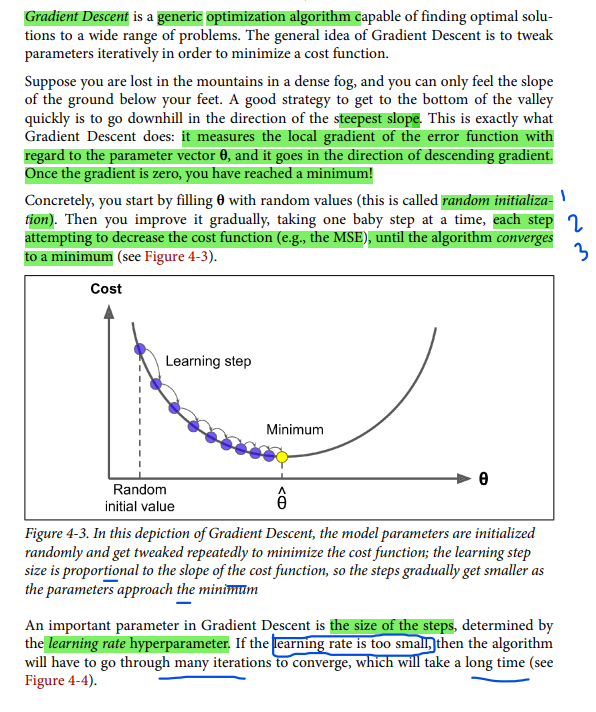 Gradient Descent is a generic optimization algorithm capable of finding optimal solu-
tions to a wide range of problems. The general idea of Gradient Descent is to tweak
parameters iteratively in order to minimize a cost function.
Suppose you are lost in the mountains in a dense fog, and you can only feel the slope
of the ground below your feet. A good strategy to get to the bottom of the valley
quickly is to go downhill in the direction of the steepest slope. This is exactly what
Gradient Descent does: it measures the local gradient of the error function with
regard to the parameter vector θ, and it goes in the direction of descending gradient.
Once the gradient is zero, you have reached a minimum!
Concretely, you start by filling θ with random values (this is called random initializa-
tion). Then you improve it gradually, taking one baby step at a time, each step
attempting to decrease the cost function (e.g., the MSE), until the algorithm converges
to a minimum (see Figure 4-3).
1
2
3
Cost
Learning step
Minimum
θ
Random
initial value
θ̂
Figure 4-3. In this depiction of Gradient Descent, the model parameters are initialized
randomly and get tweaked repeatedly to minimize the cost function; the learning step
size is proportional to the slope of the cost function, so the steps gradually get smaller as
the parameters approach the minimum
An important parameter in Gradient Descent is the size of the steps, determined by
the learning rate hyperparameter. If the learning rate is too small, then the algorithm
will have to go through many iterations to converge, which will take a long time (see
Figure 4-4).